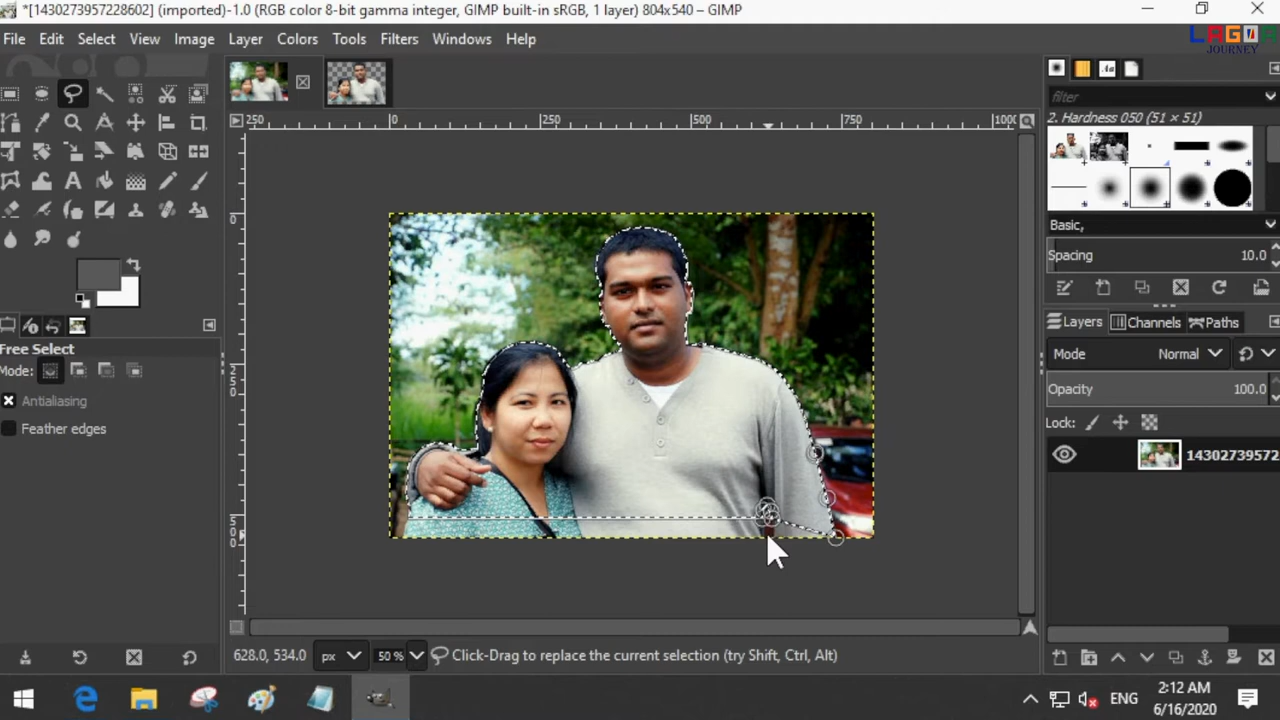 *[1430273957228602] (imported)-1.0 (RGB color 8-bit gamma integer, GIMP built-in sRGB, 1 layer) 804x540 – GIMP
LAGOA
JOURNEY
File Edit Select View Image Layer Colors Tools Filters Windows Help
filter
250 0 250 500 750 1000
2. Hardness 050 (51 × 51)
0
250
500
Basic,
Spacing 10.0
Layers Channels Paths
Free Select
Mode:
Mode Normal
Antialiasing
Opacity 100.0
Feather edges
Lock:
14302739572
628.0, 534.0 px 50 % Click-Drag to replace the current selection (try Shift, Ctrl, Alt)
ENG
2:12 AM
6/16/2020